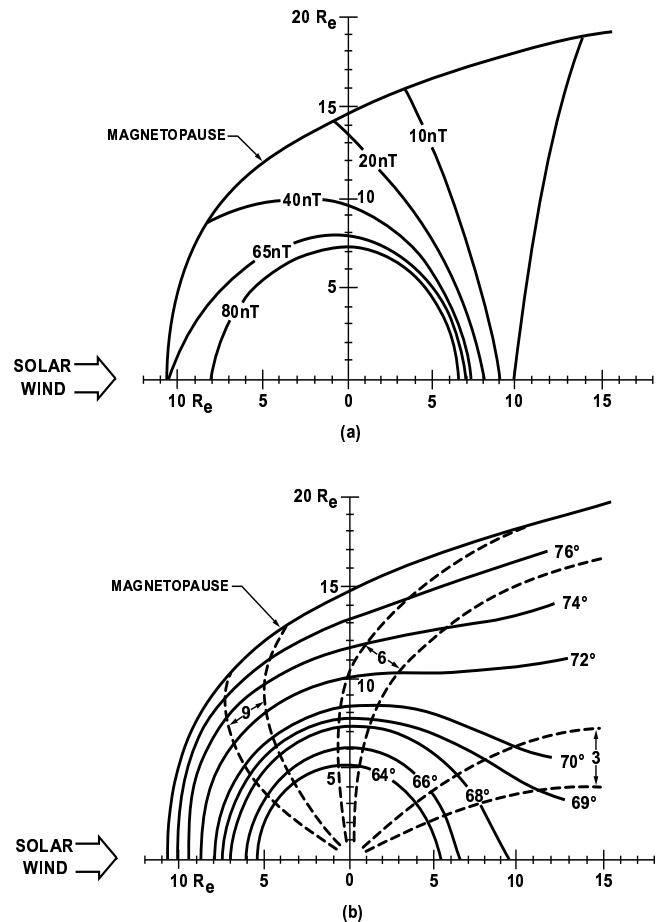 20 Re
15
MAGNETOPAUSE
10nT
20nT
40nT
10
65nT
5
80nT
SOLAR
WIND
10 Re
5
0
5
10
15
(a)
20 Re
76°
15
MAGNETOPAUSE
74°
6
72°
10
9
70°
3
5
64°
66°
68°
69°
SOLAR
WIND
10 Re
5
0
5
10
15
(b)